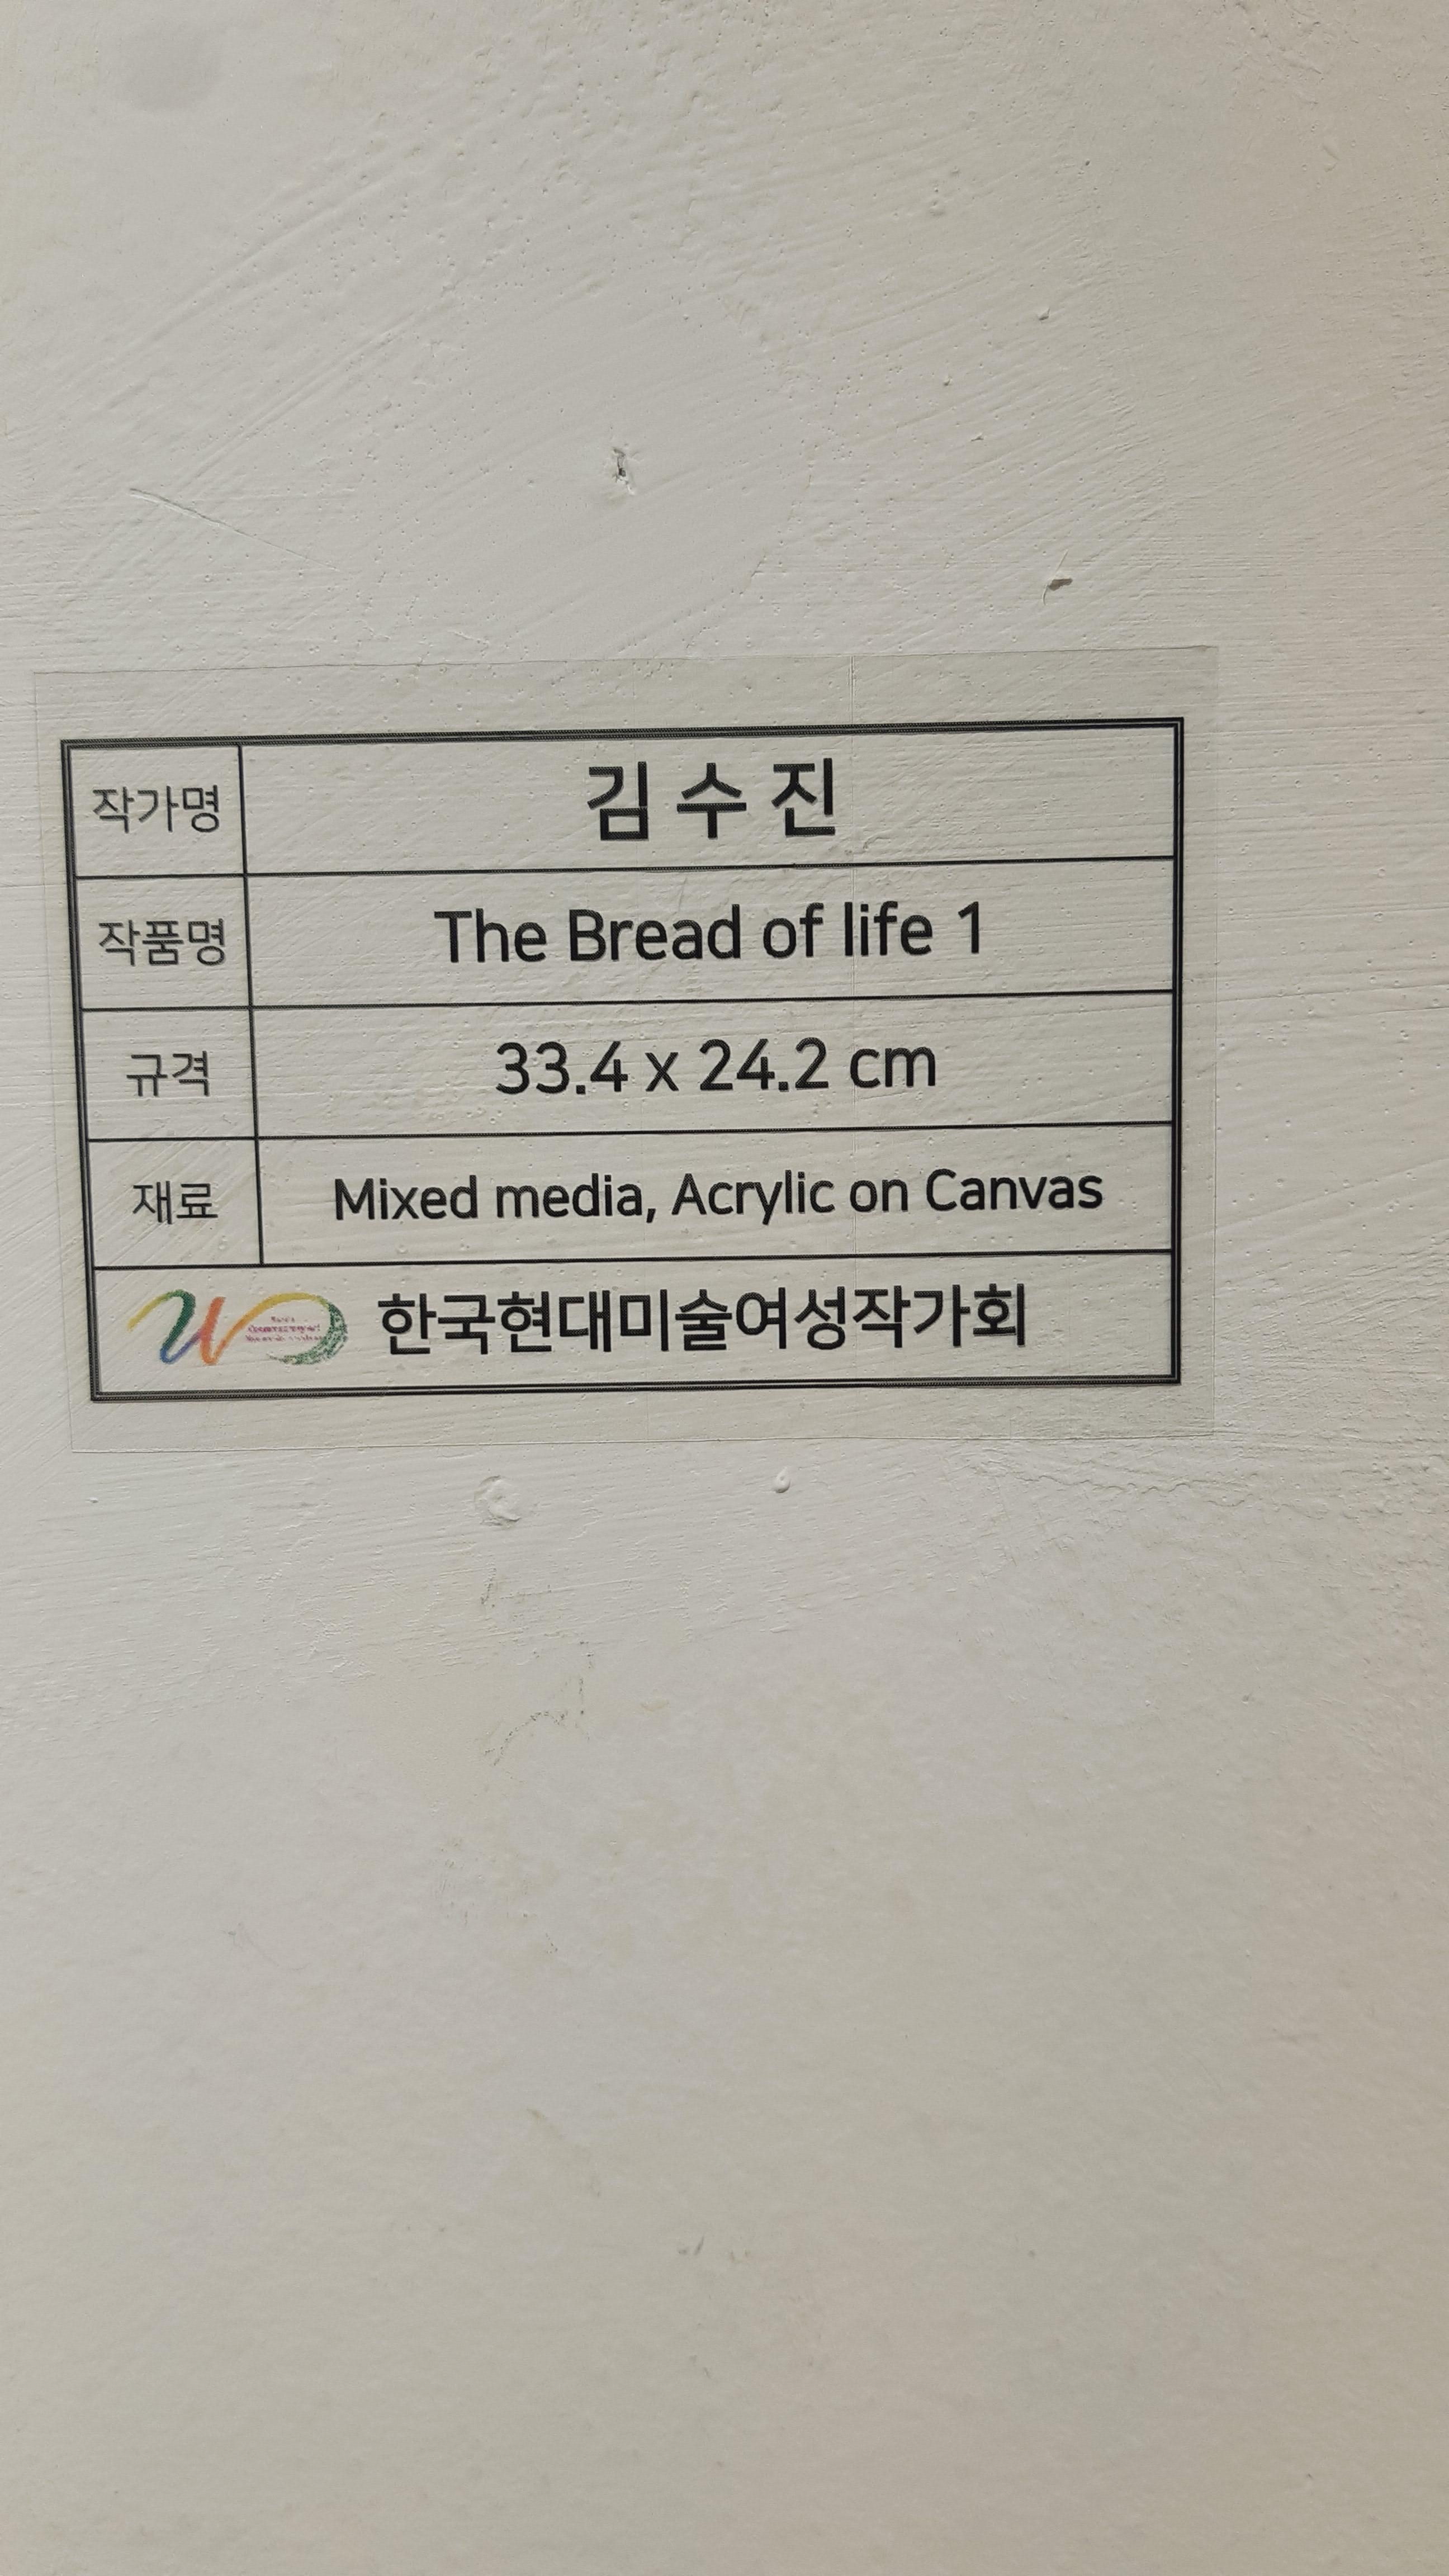 작가명 김 수 진
작품명 The Bread of life 1
규격 33.4 x 24.2 cm
재료 Mixed media, Acrylic on Canvas
한국현대미술여성작가회